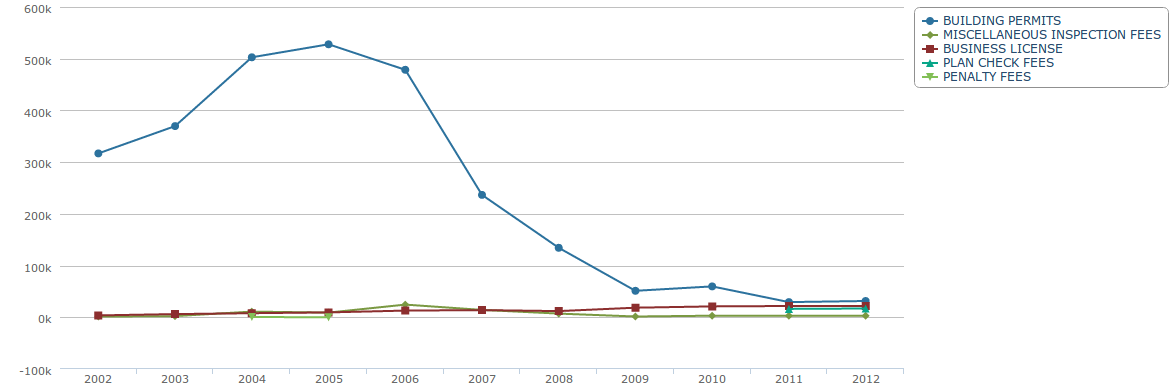 600k
500k
400k
300k
200k
100k
0k
-100k
2002 2003 2004 2005 2006 2007 2008 2009 2010 2011 2012
BUILDING PERMITS
MISCELLANEOUS INSPECTION FEES
BUSINESS LICENSE
PLAN CHECK FEES
PENALTY FEES